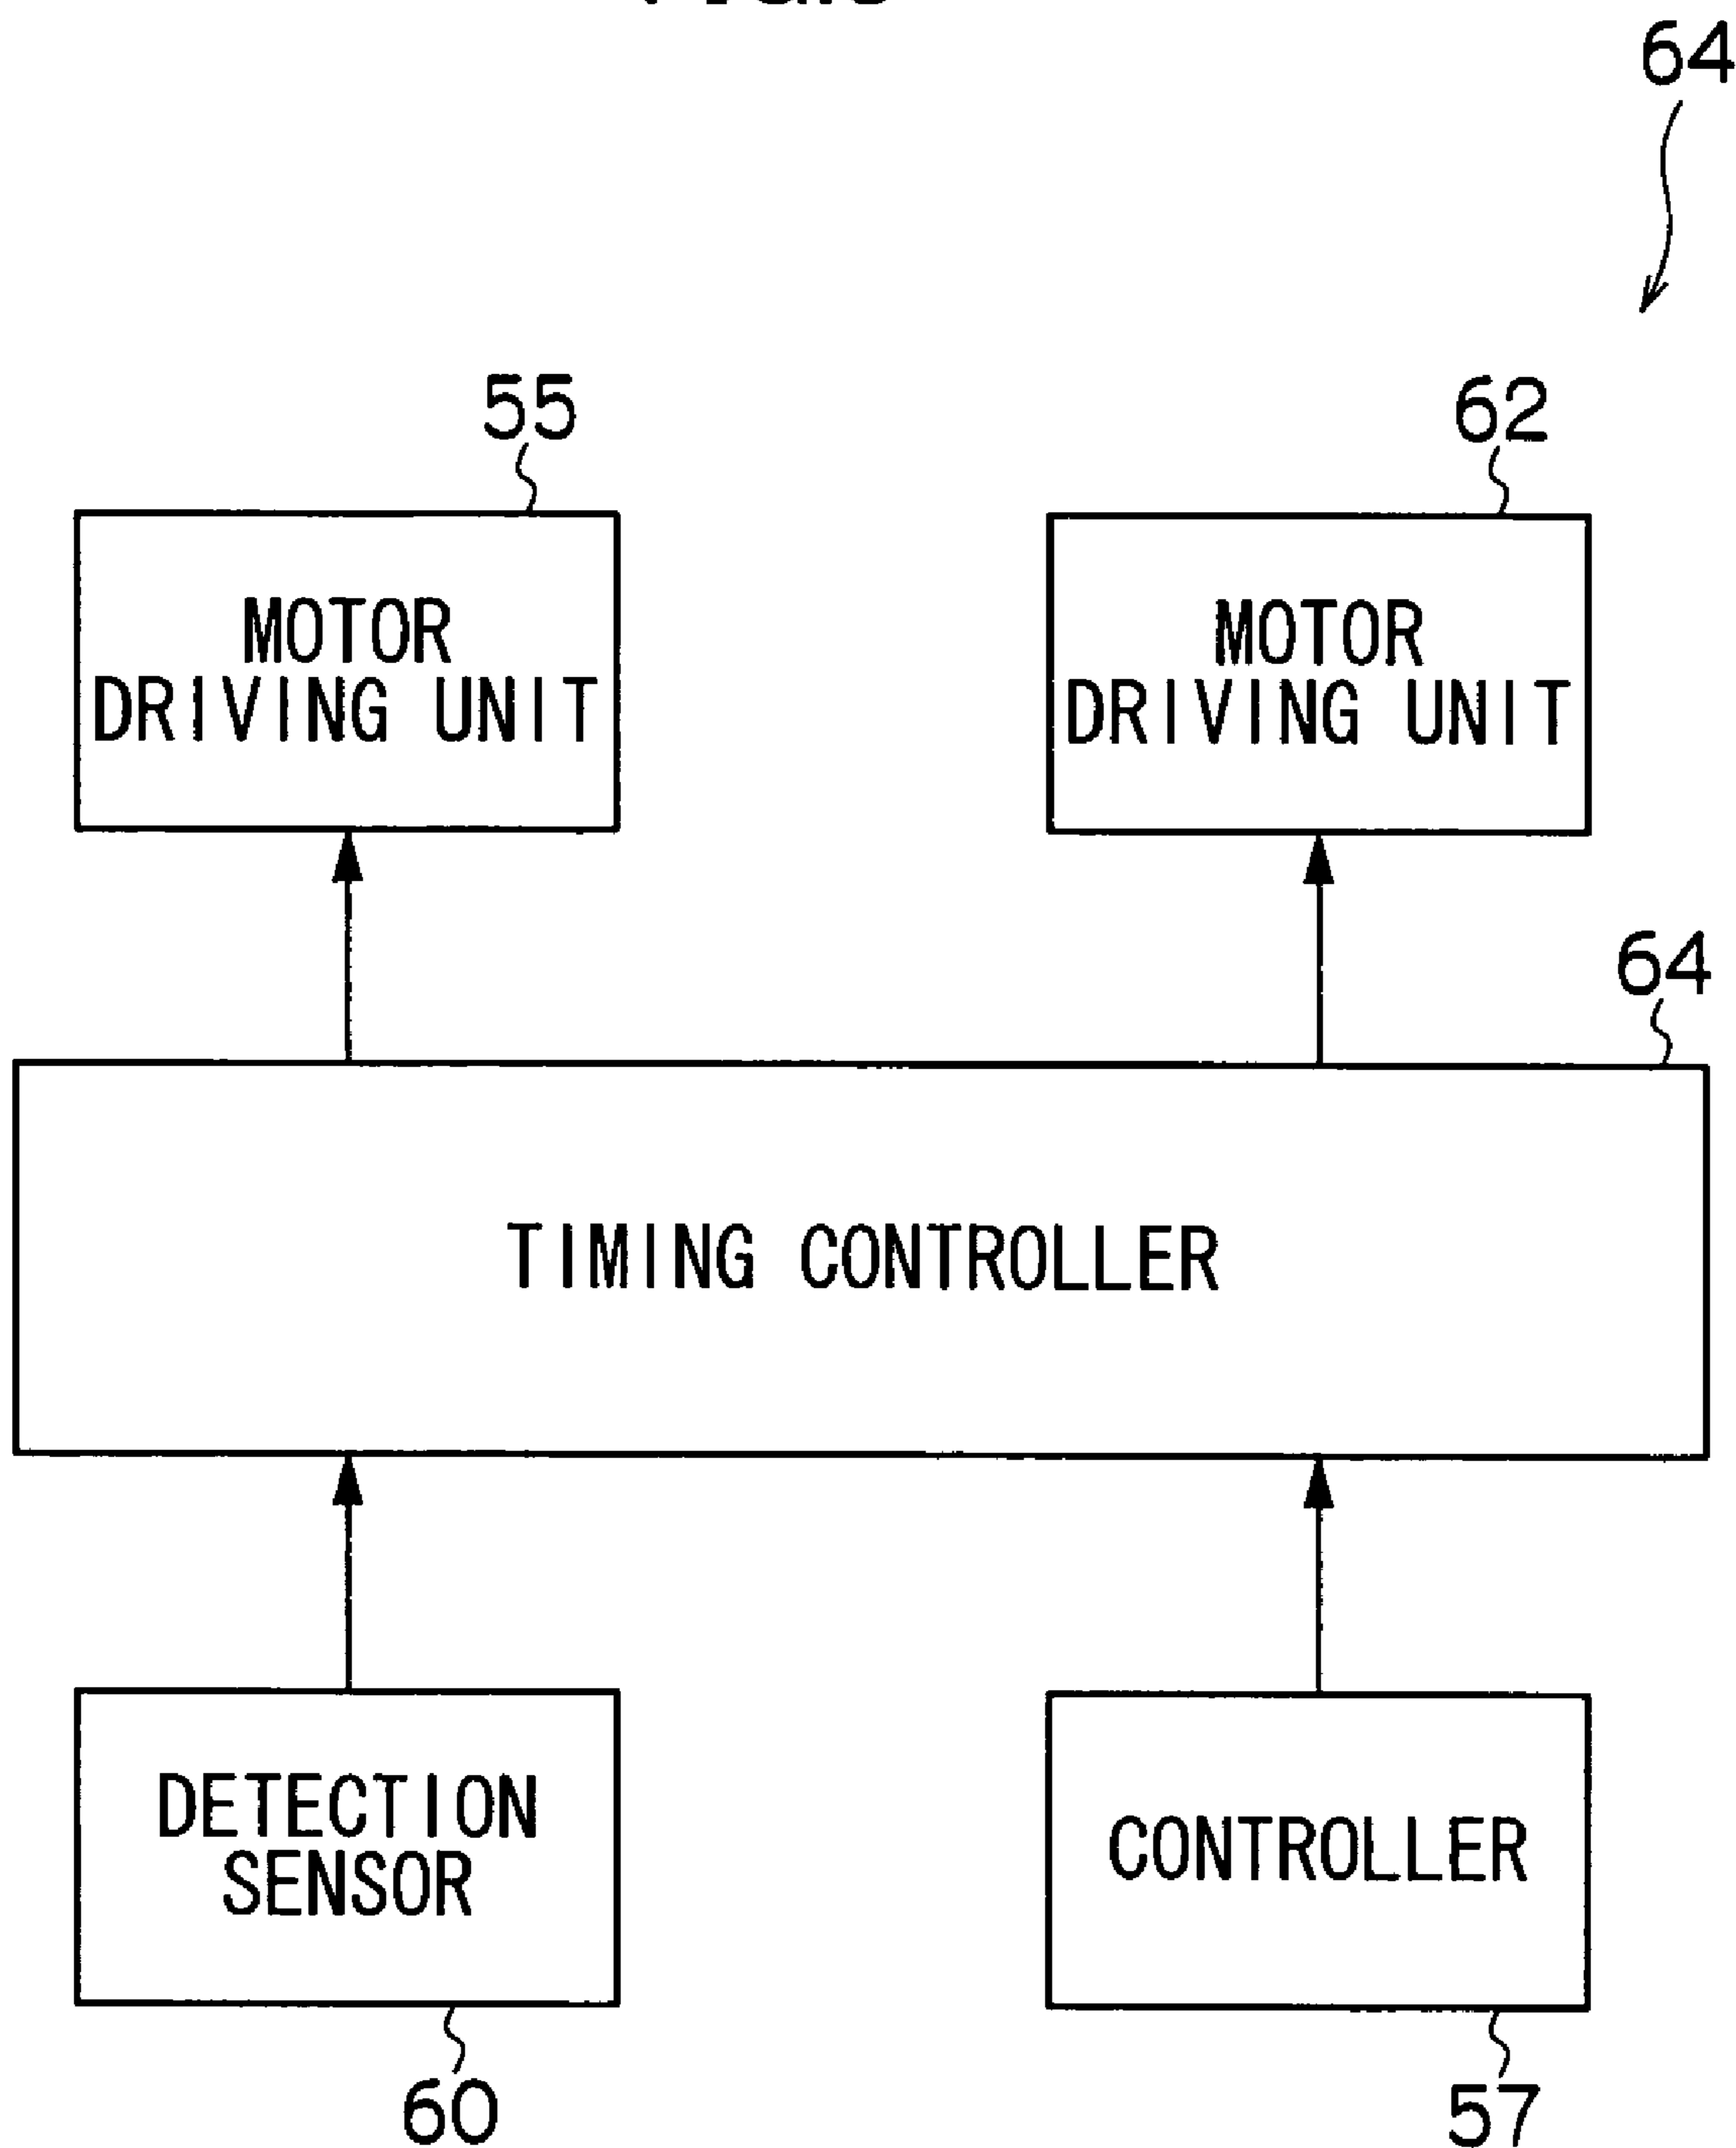 64
55
62
MOTOR
DRIVING UNIT
MOTOR
DRIVING UNIT
64
TIMING CONTROLLER
DETECTION
SENSOR
CONTROLLER
60
57